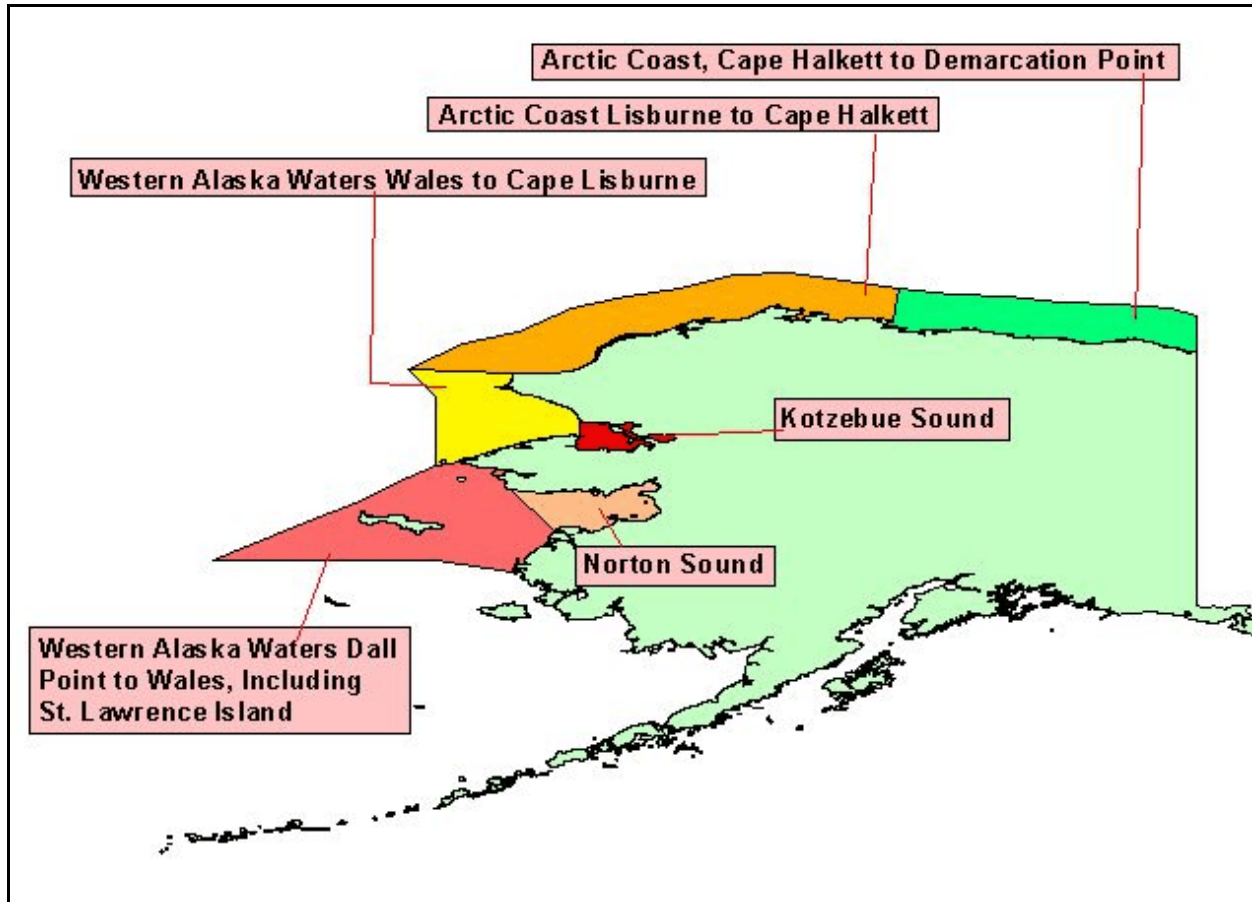 Arctic Coast, Cape Halkett to Demarcation Point
Arctic Coast Lisburne to Cape Halkett
Western Alaska Waters Wales to Cape Lisburne
Kotzebue Sound
Norton Sound
Western Alaska Waters Dall
Point to Wales, Including
St. Lawrence Island